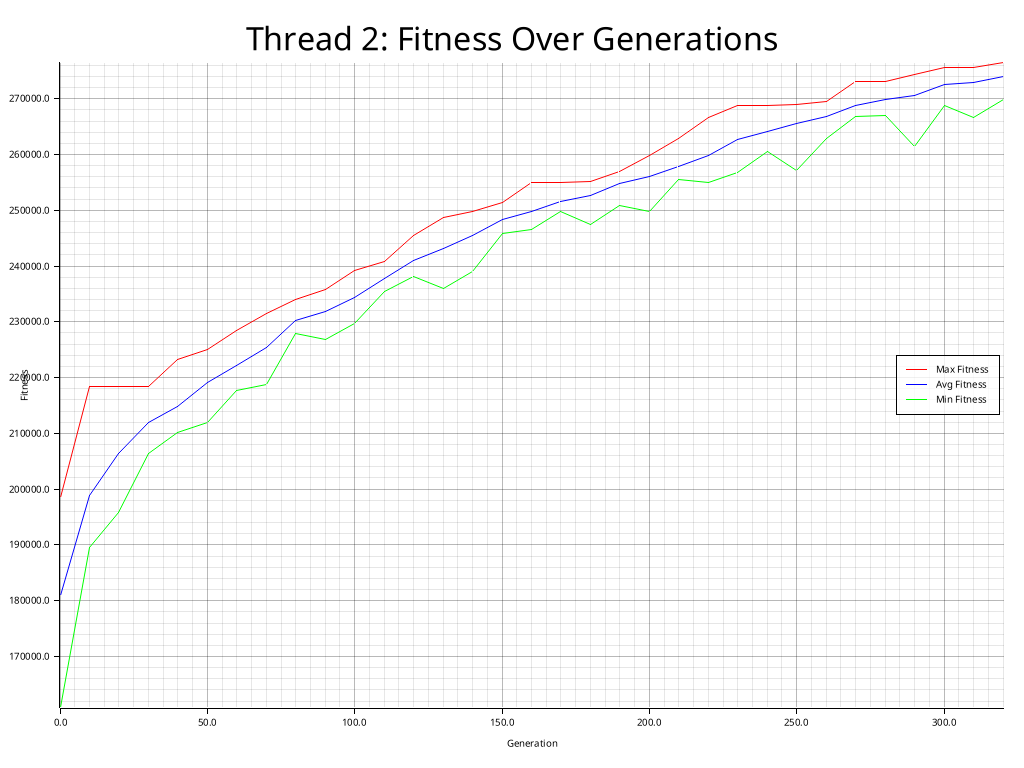 Thread 2: Fitness Over Generations
270000.0
260000.0
250000.0
240000.0
230000.0
220000.0
210000.0
200000.0
190000.0
180000.0
170000.0
Fitness
Max Fitness
Avg Fitness
Min Fitness
0.0 50.0 100.0 150.0 200.0 250.0 300.0
Generation